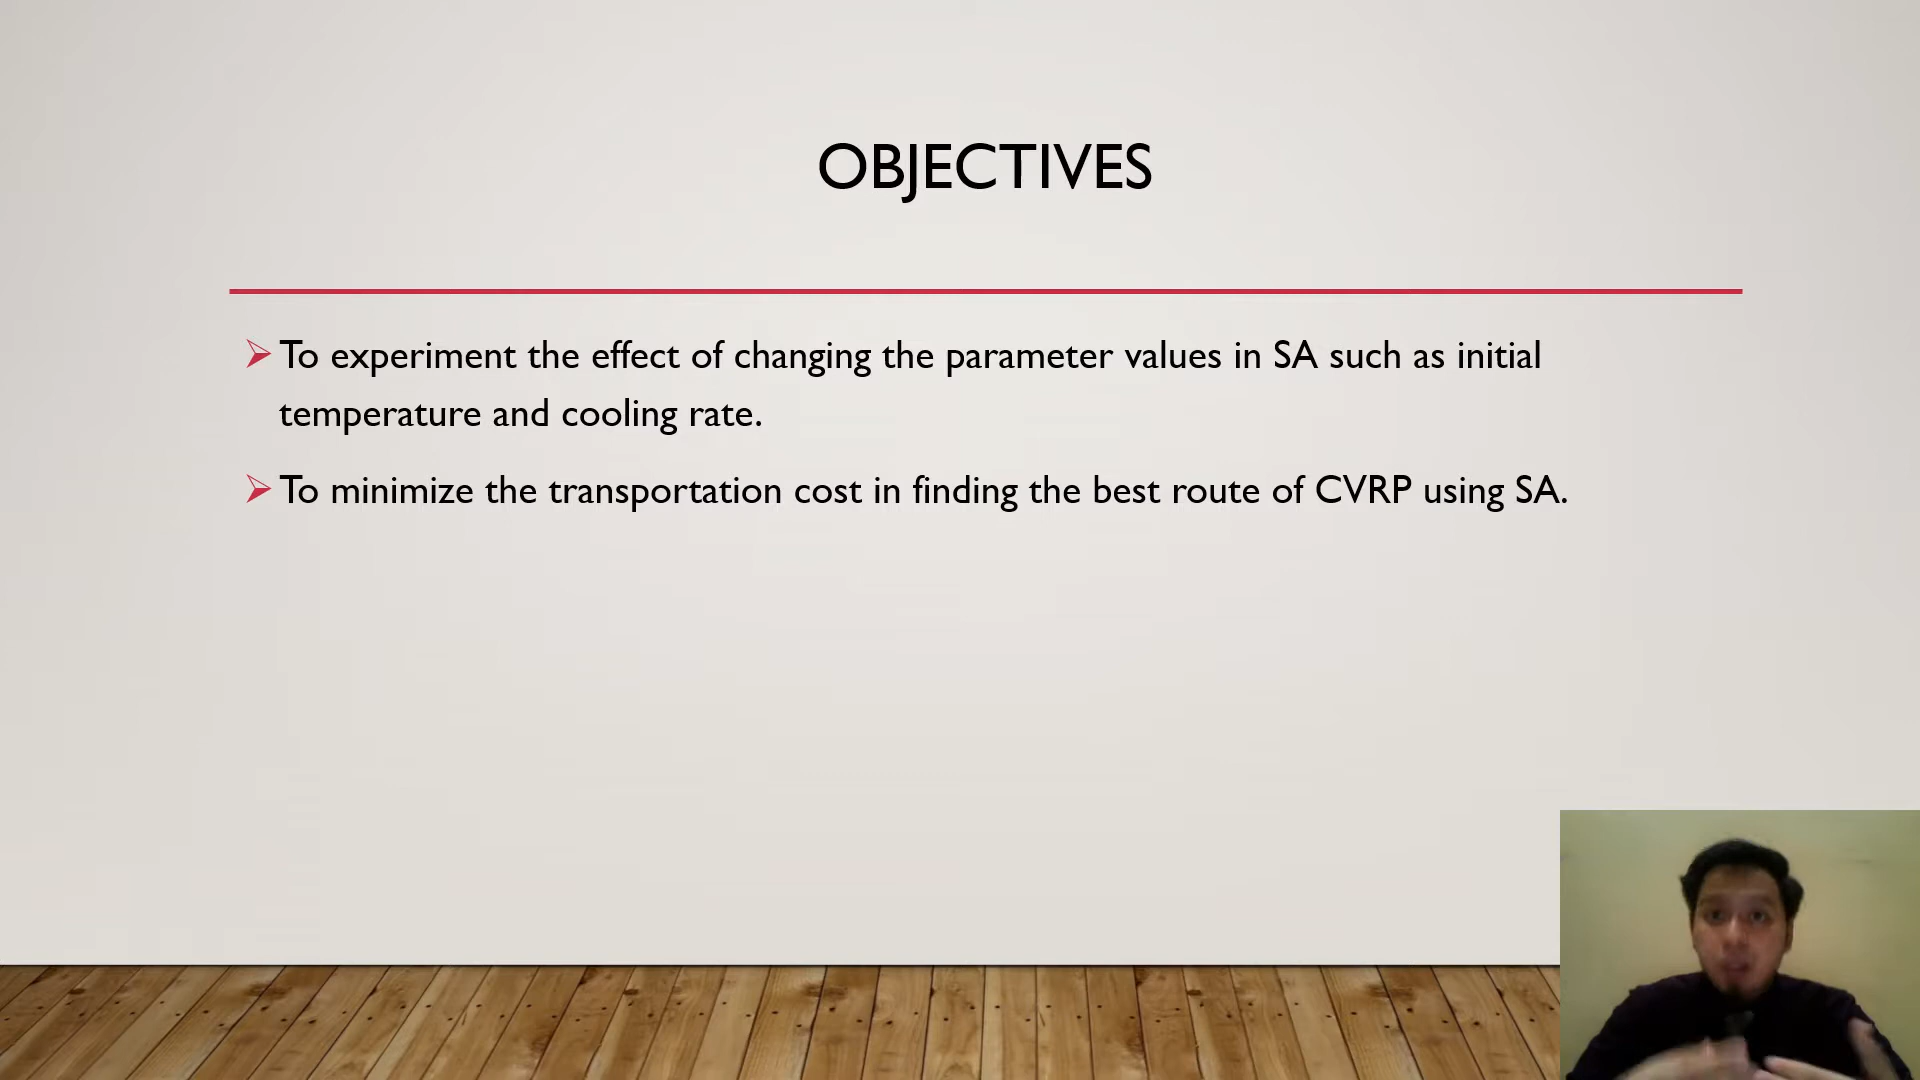 OBJECTIVES
To experiment the effect of changing the parameter values in SA such as initial
temperature and cooling rate.
To minimize the transportation cost in finding the best route of CVRP using SA.